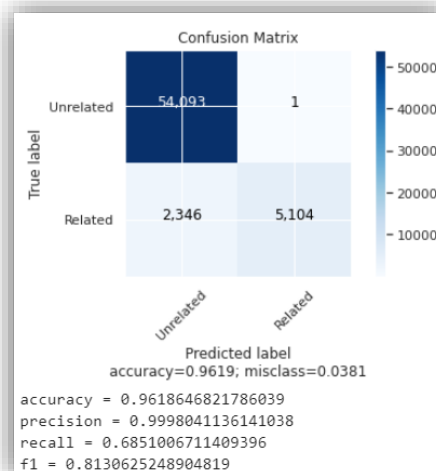 Confusion Matrix
Unrelated
54,093
1
Related
2,346
5,104
True label
Unrelated
Related
Predicted label
accuracy=0.9619; misclass=0.0381
50000
40000
30000
20000
10000
accuracy = 0.9618646821786039
precision = 0.9998041136141038
recall = 0.6851006711409396
f1 = 0.8130625248904819